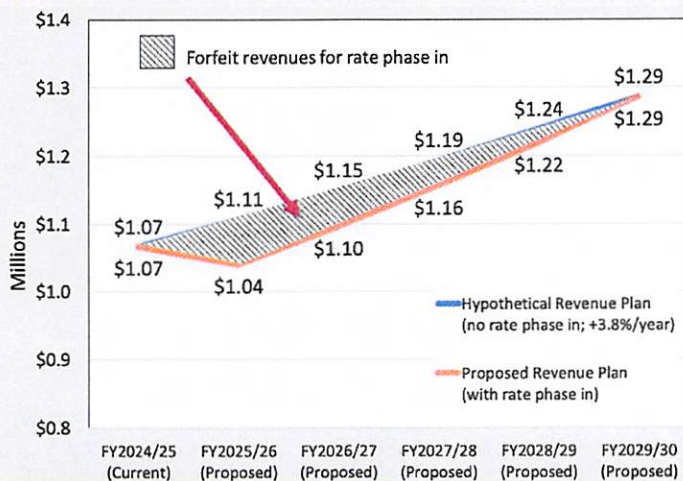 $1.4
$1.3
$1.2
$1.1
$1.0
$0.9
$0.8
Millions
Forfeit revenues for rate phase in
$1.07
$1.11
$1.15
$1.19
$1.24
$1.29
$1.07
$1.04
$1.10
$1.16
$1.22
$1.29
Hypothetical Revenue Plan
(no rate phase in; +3.8%/year)
Proposed Revenue Plan
(with rate phase in)
FY2024/25 FY2025/26 FY2026/27 FY2027/28 FY2028/29 FY2029/30
(Current) (Proposed) (Proposed) (Proposed) (Proposed) (Proposed)